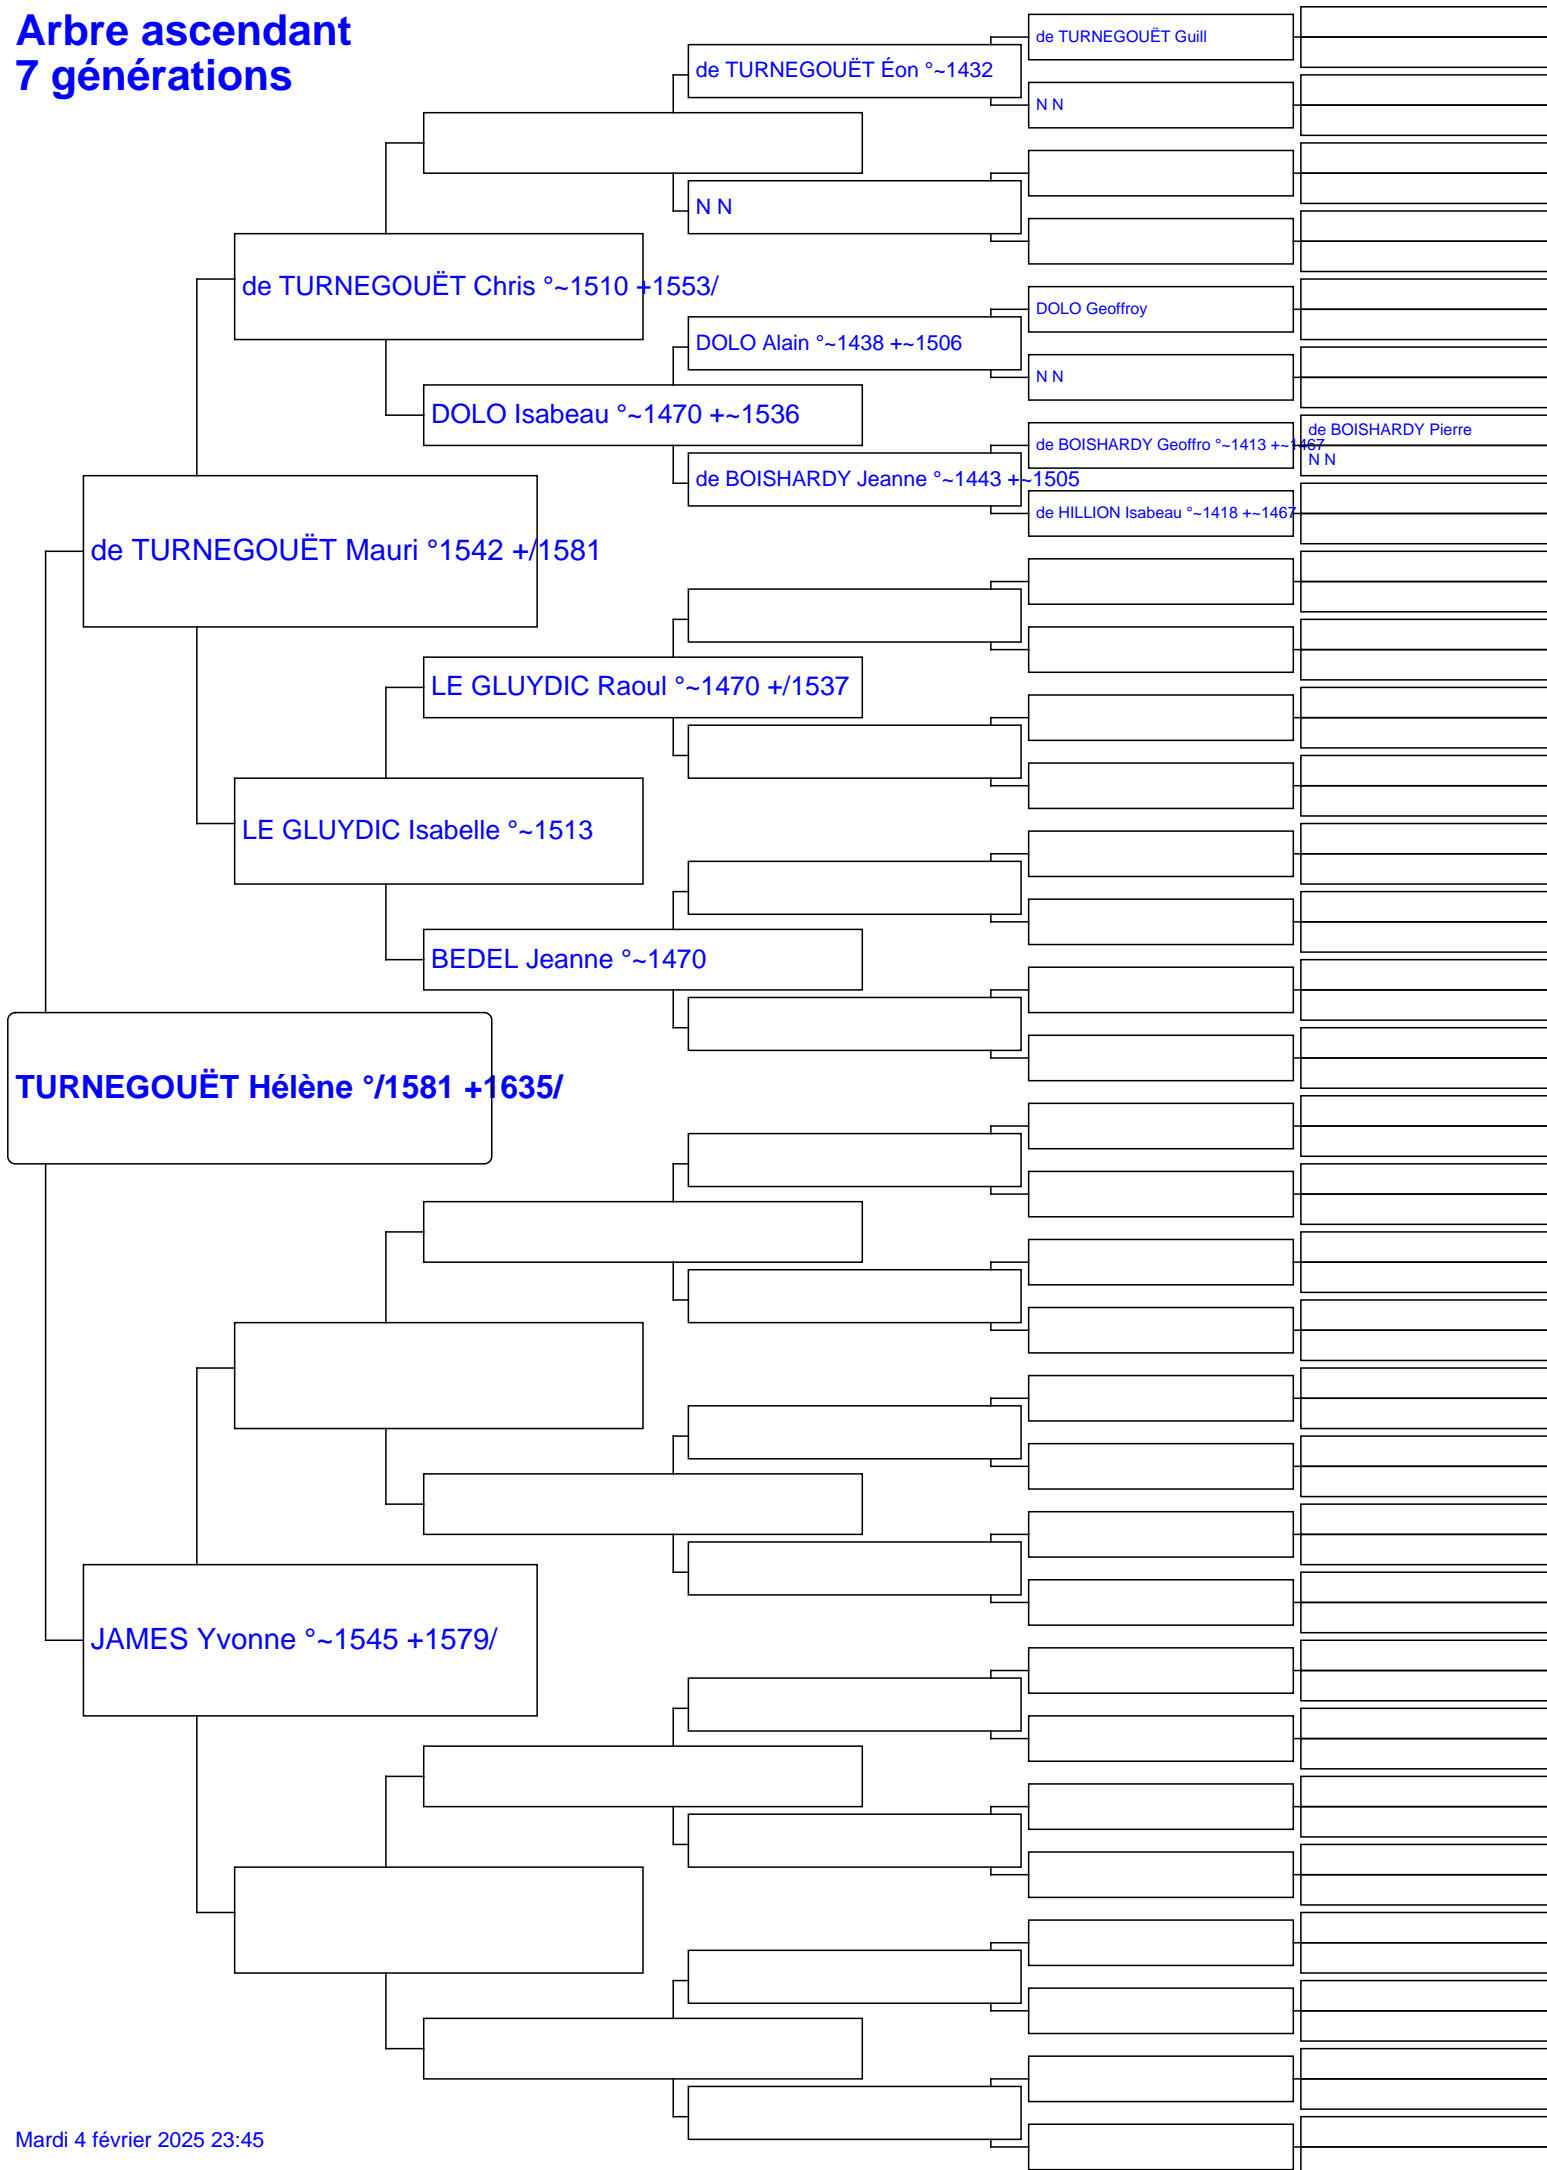 Arbre ascendant
7 générations
de TURNEGOUËT Guill
de TURNEGOUËT Éon °~1432
N N
N N
de TURNEGOUËT Chris °~1510 +1553/
DOLO Geoffroy
DOLO Alain °~1438 +~1506
N N
DOLO Isabeau °~1470 +~1536
de BOISHARDY Pierre
de BOISHARDY Geoffro °~1413 +~1467
N N
de BOISHARDY Jeanne °~1443 +~1505
de HILLION Isabeau °~1418 +~1467
de TURNEGOUËT Mauri °1542 +/1581
LE GLUYDIC Raoul °~1470 +/1537
LE GLUYDIC Isabelle °~1513
BEDEL Jeanne °~1470
TURNEGOUËT Hélène °/1581 +1635/
JAMES Yvonne °~1545 +1579/
Mardi 4 février 2025 23:45